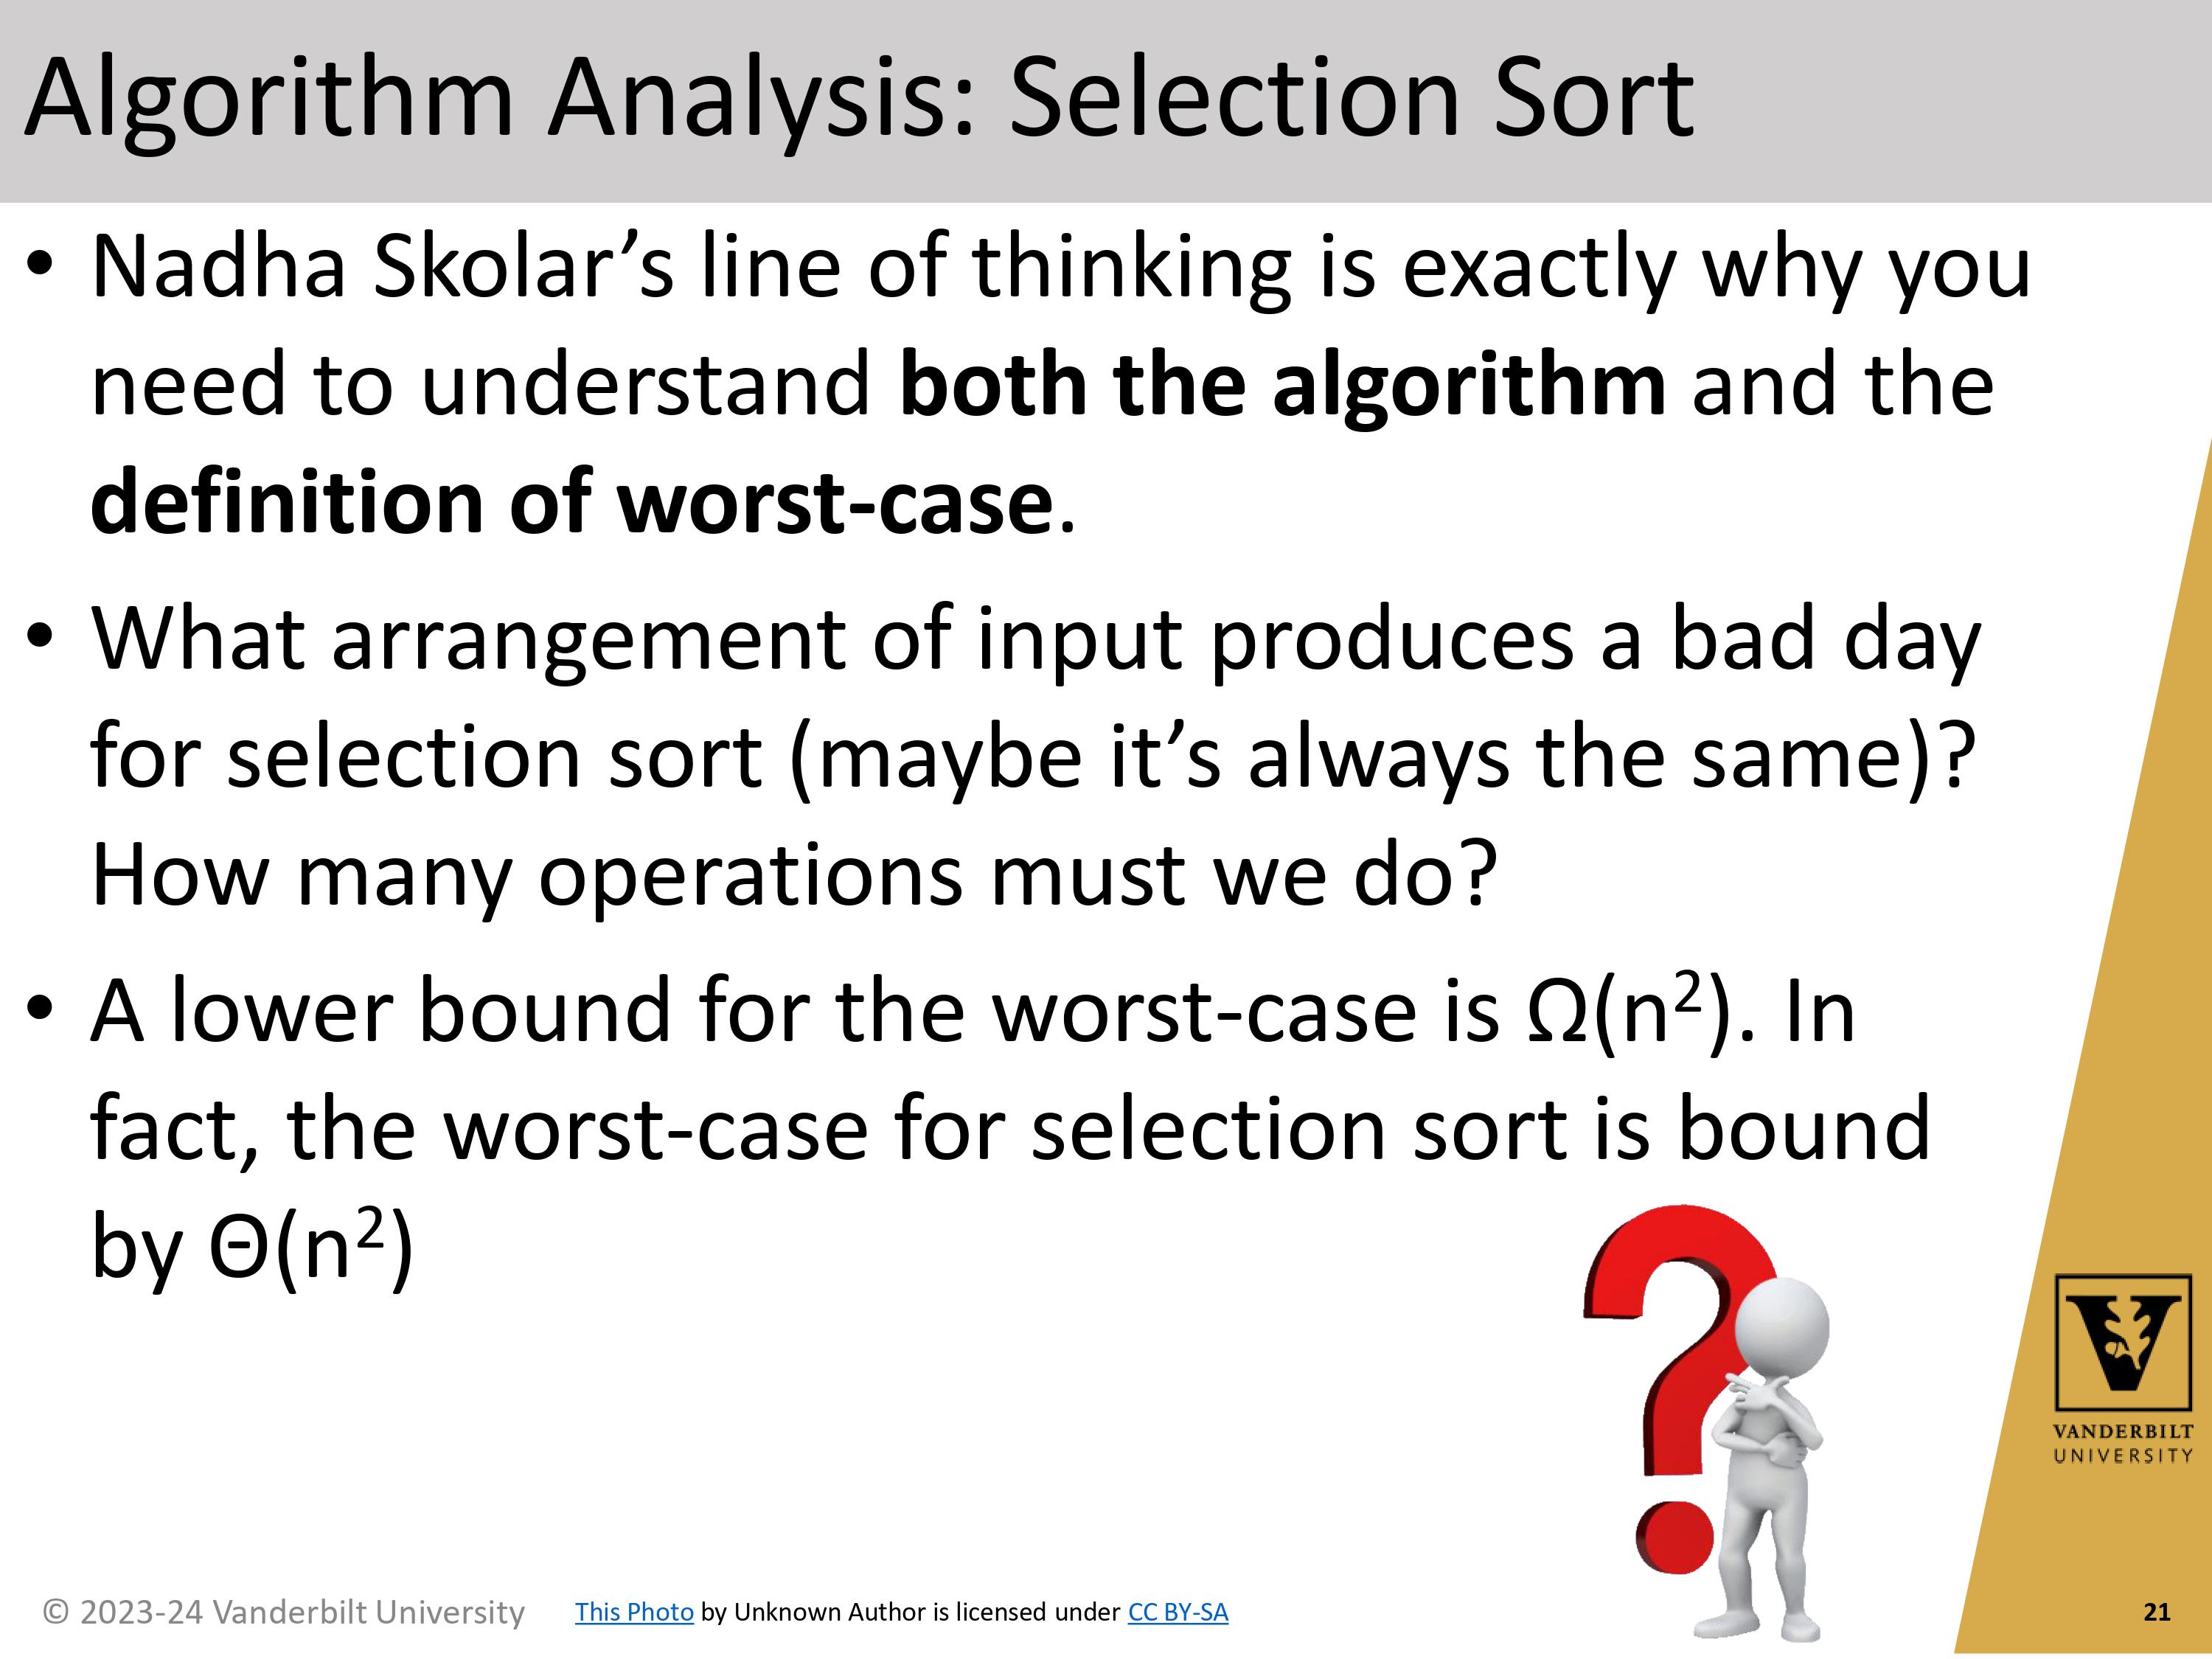 Algorithm Analysis: Selection Sort
• Nadha Skolar’s line of thinking is exactly why you
need to understand both the algorithm and the
definition of worst-case.
• What arrangement of input produces a bad day
for selection sort (maybe it’s always the same)?
How many operations must we do?
• A lower bound for the worst-case is Ω(n²). In
fact, the worst-case for selection sort is bound
by Θ(n²)
V
VANDERBILT
UNIVERSITY
© 2023-24 Vanderbilt University
This Photo by Unknown Author is licensed under CC BY-SA
21